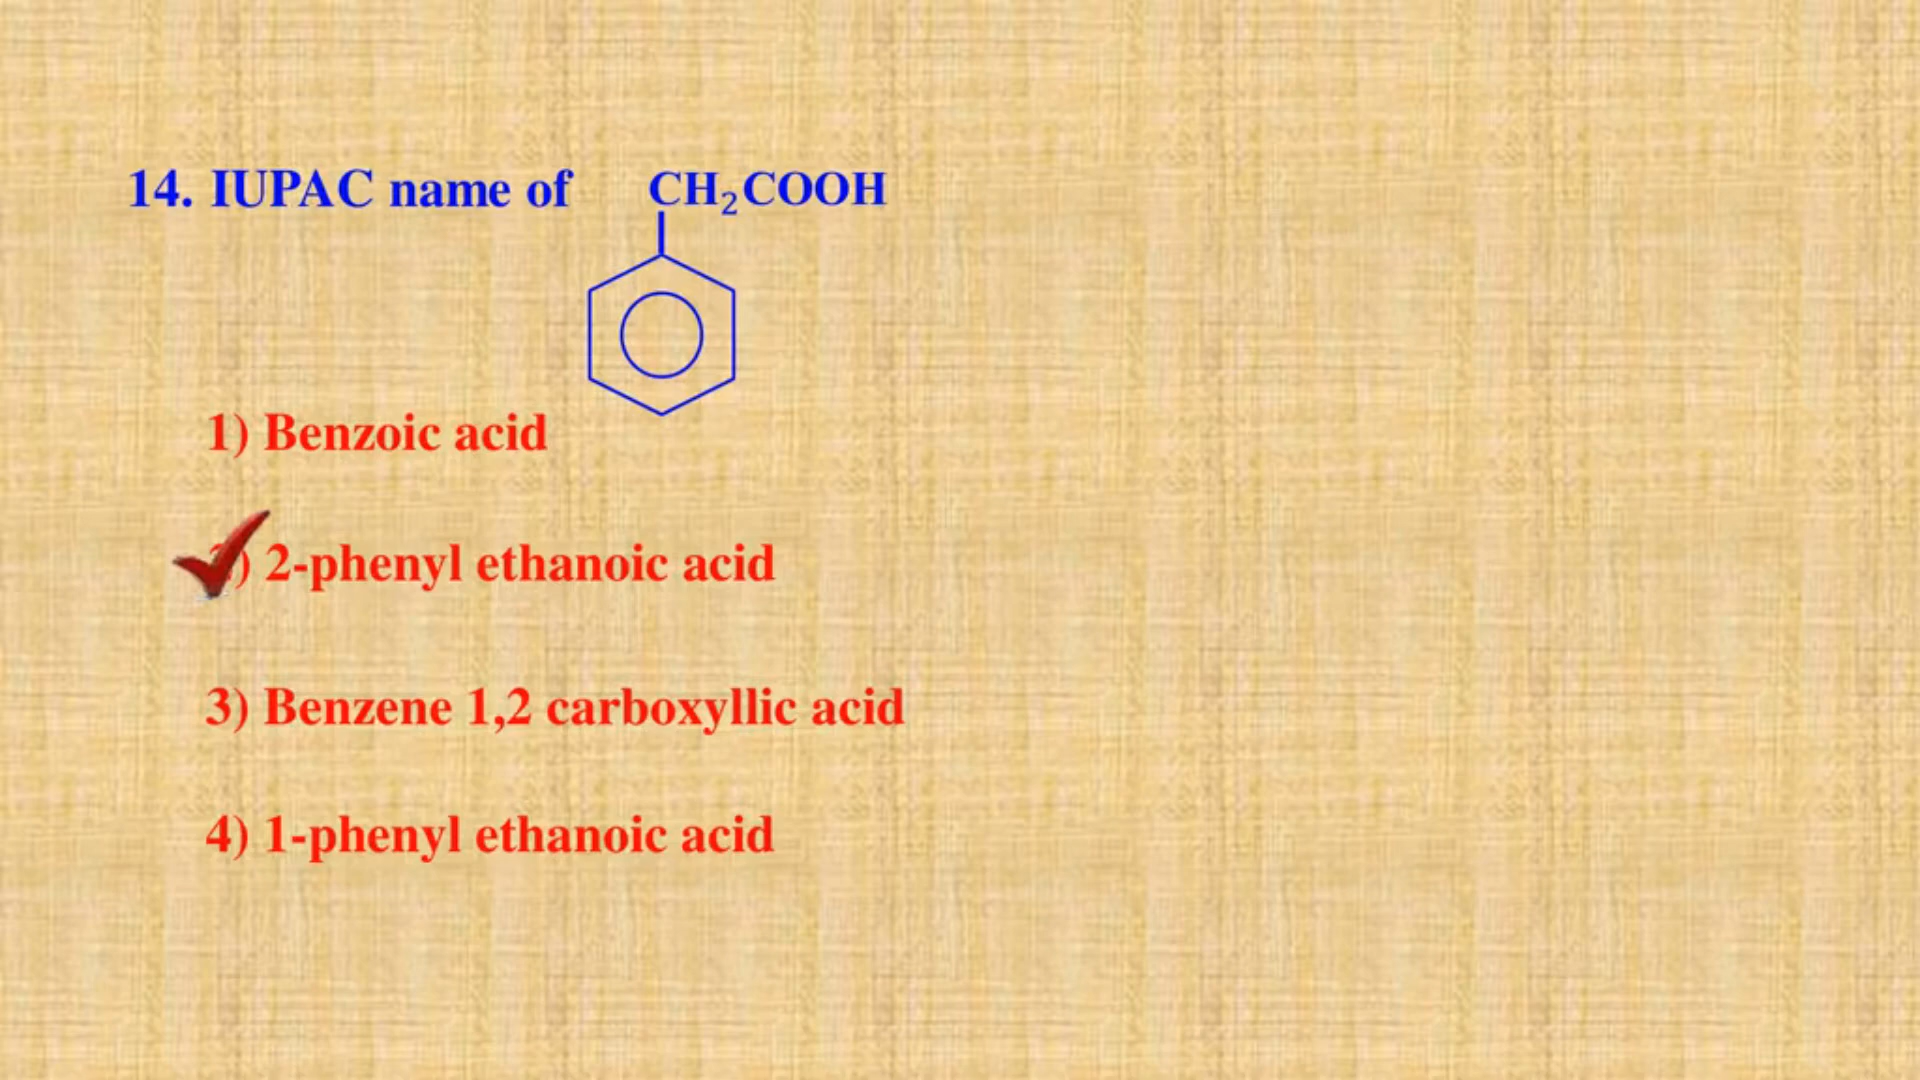 14. IUPAC name of CH₂COOH
1) Benzoic acid
) 2-phenyl ethanoic acid
3) Benzene 1,2 carboxyllic acid
4) 1-phenyl ethanoic acid